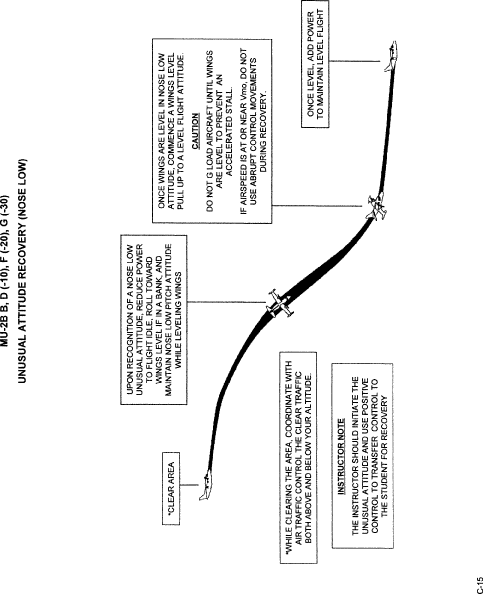 MU-2B B, D (-10), F (-20), G (-30)
UNUSUAL ATTITUDE RECOVERY (NOSE LOW)
*CLEAR AREA
UPON RECOGNITION OF A NOSE LOW
UNUSUAL ATTITUDE, REDUCE POWER
TO FLIGHT IDLE, ROLL TOWARD
WINGS LEVEL IF IN A BANK, AND
MAINTAIN NOSE LOW PITCH ATTITUDE
WHILE LEVELING WINGS
ONCE WINGS ARE LEVEL IN NOSE LOW
ATTITUDE, COMMENCE A WINGS LEVEL
PULL UP TO A LEVEL FLIGHT ATTITUDE.
CAUTION
DO NOT G LOAD AIRCRAFT UNTIL WINGS
ARE LEVEL TO PREVENT AN
ACCELERATED STALL.
IF AIRSPEED IS AT OR NEAR Vmo, DO NOT
USE ABRUPT CONTROL MOVEMENTS
DURING RECOVERY.
ONCE LEVEL, ADD POWER
TO MAINTAIN LEVEL FLIGHT
*WHILE CLEARING THE AREA, COORDINATE WITH
AIR TRAFFIC CONTROL THE CLEAR TRAFFIC
BOTH ABOVE AND BELOW YOUR ALTITUDE.
INSTRUCTOR NOTE
THE INSTRUCTOR SHOULD INITIATE THE
UNUSUAL ATTITUDE AND USE POSITIVE
CONTROL TO TRANSFER CONTROL TO
THE STUDENT FOR RECOVERY
C-15